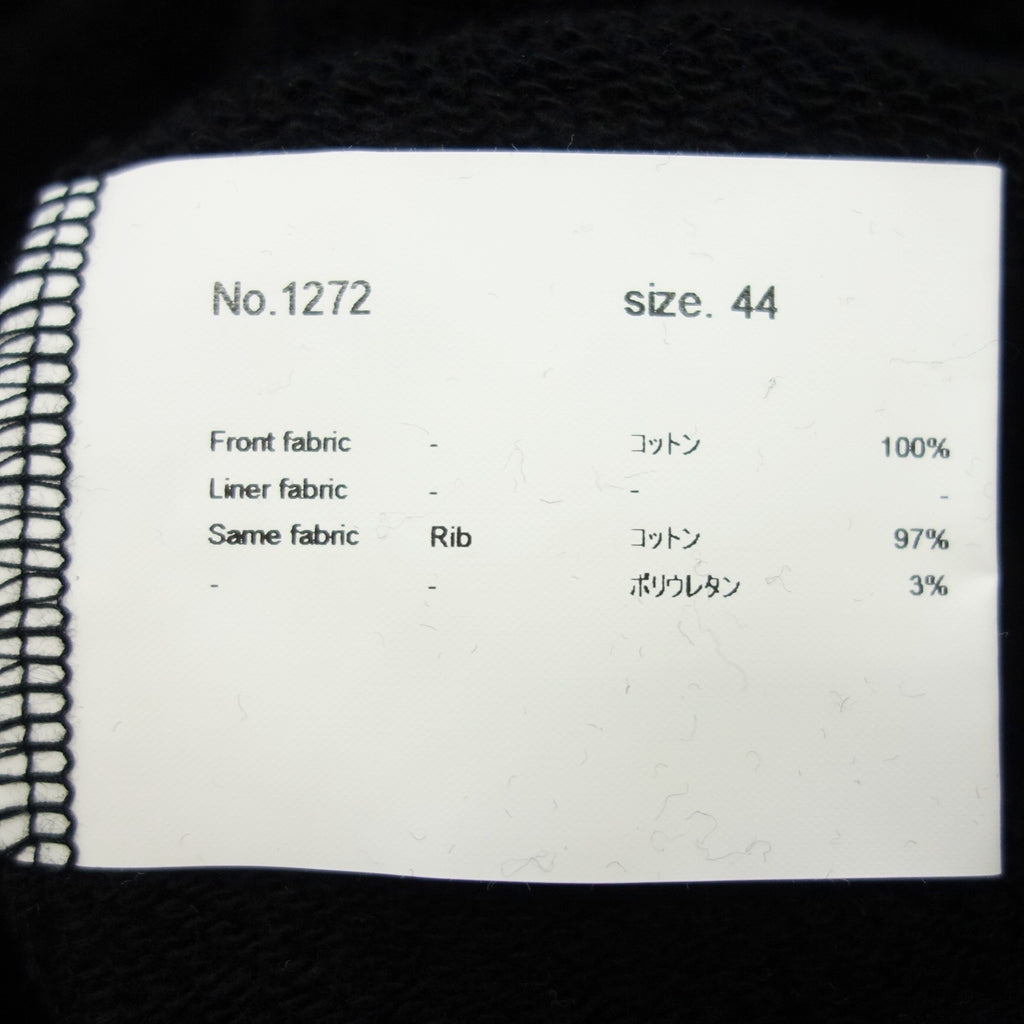 No.1272 size. 44
Front fabric - コットン 100%
Liner fabric - - -
Same fabric Rib コットン 97%
- - ポリウレタン 3%